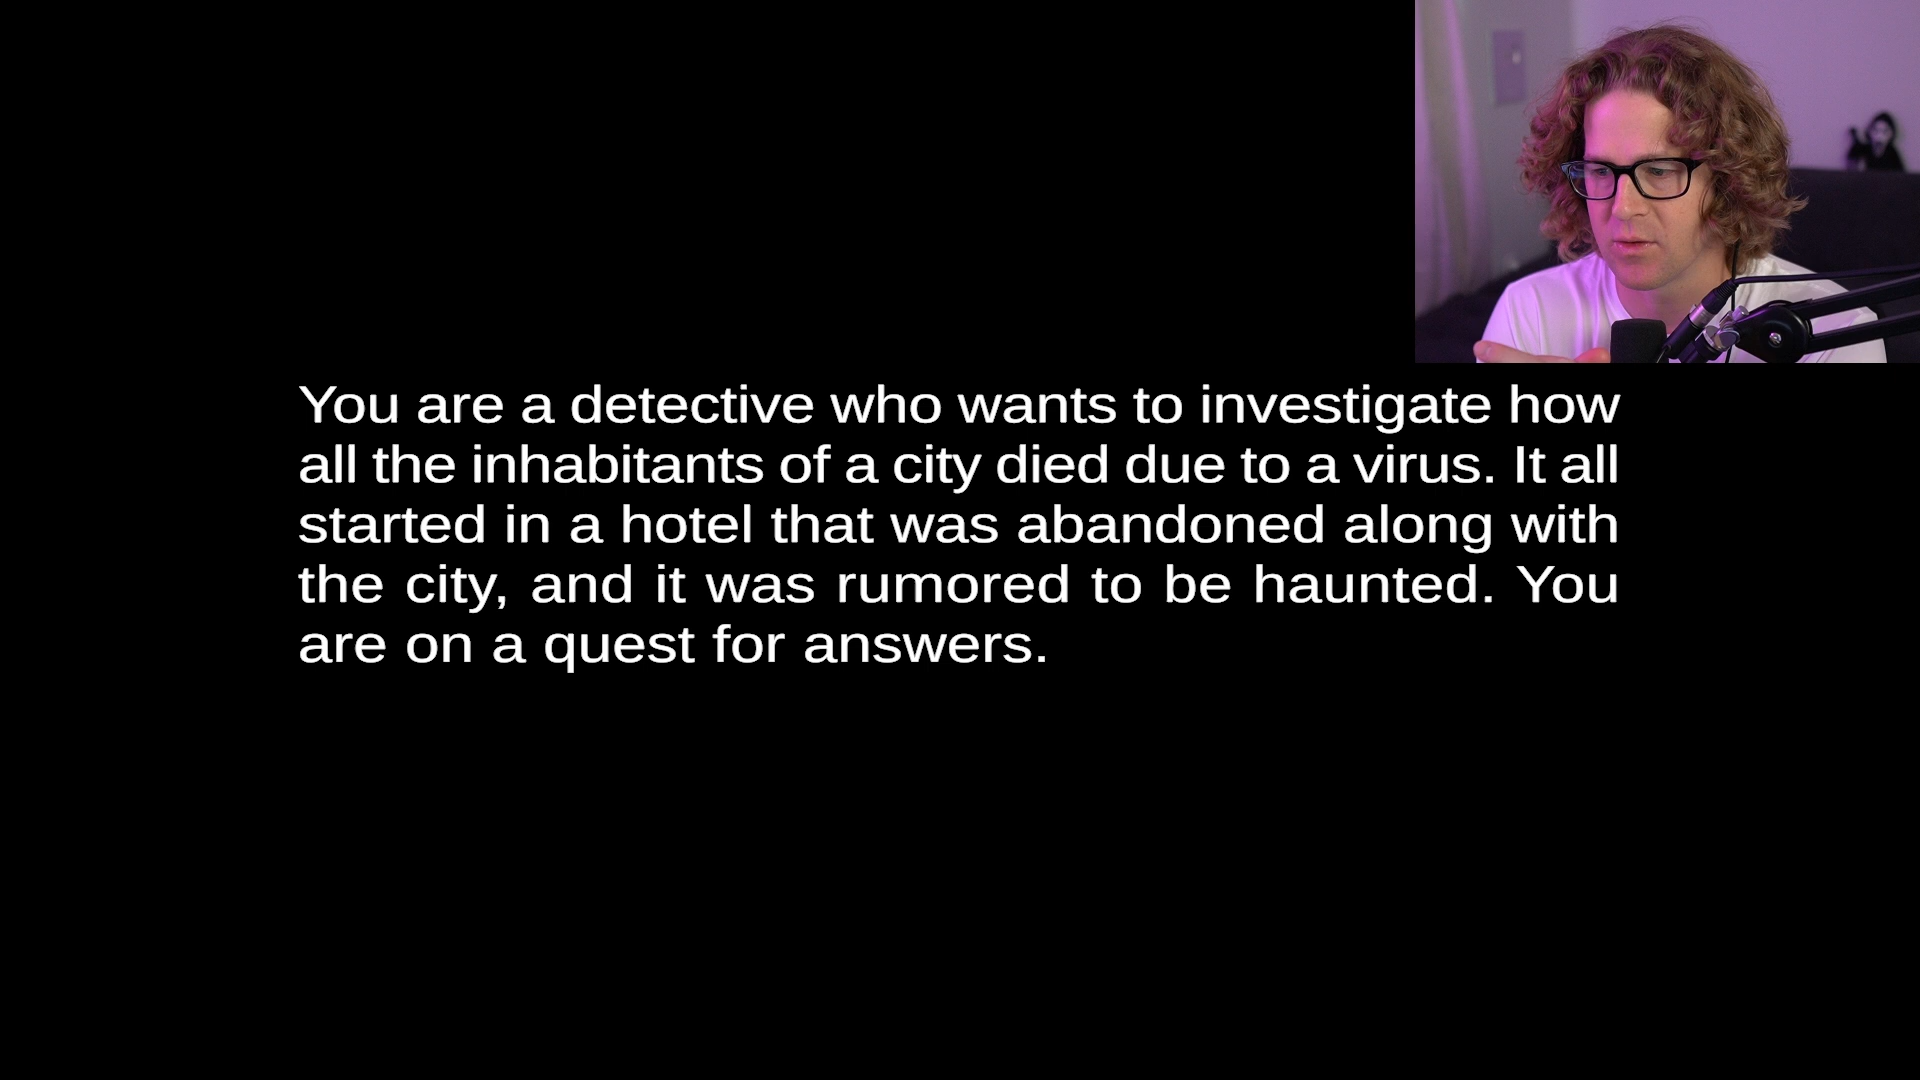 You are a detective who wants to investigate how
all the inhabitants of a city died due to a virus. It all
started in a hotel that was abandoned along with
the city, and it was rumored to be haunted. You
are on a quest for answers.